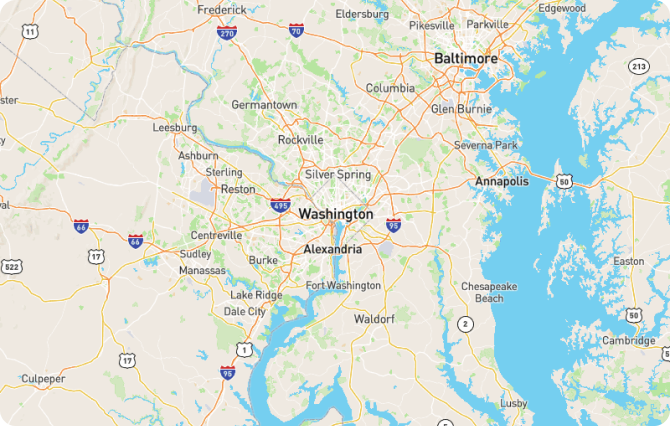 Edgewood
Frederick
Eldersburg
Pikesville
Parkville
11
270
70
Baltimore
213
Columbia
ster
Germantown
Glen Burnie
Leesburg
Rockville
y
Severna Park
Ashburn
Sterling
Silver Spring
Reston
Annapolis
50
val
495
Washington
66
95
66
Centreville
Alexandria
17
Sudley
522
Manassas
Burke
Easton
Fort Washington
Chesapeake
Beach
Lake Ridge
Dale City
50
Waldorf
2
Cambridge
1
5
17
95
Culpeper
Lusby
5